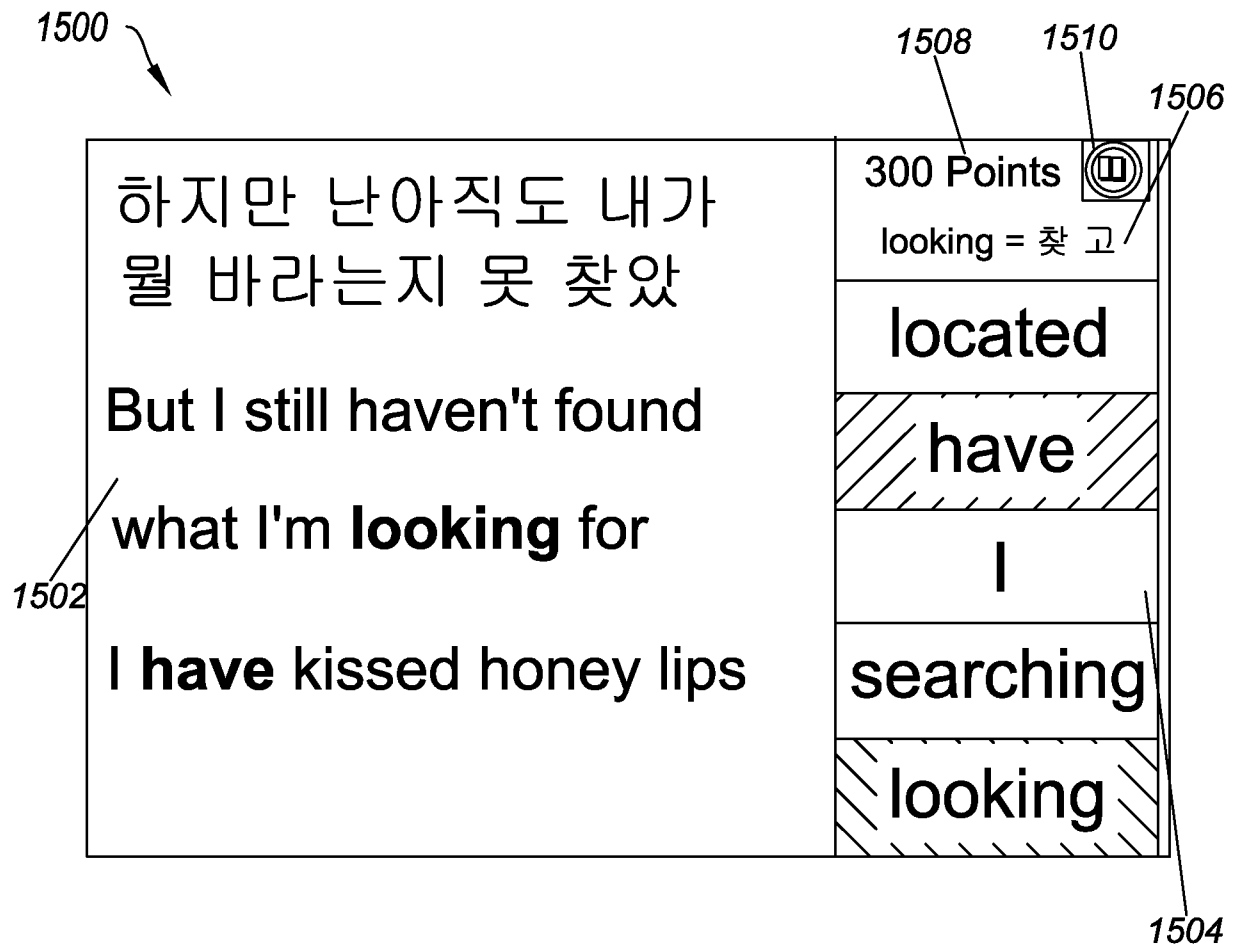 1500
1508
1510
1506
하지만 난아직도 내가
뭘 바라는지 못 찾았
But I still haven't found
what I'm looking for
I have kissed honey lips
1502
300 Points
looking = 찾 고
located
have
I
searching
looking
1504